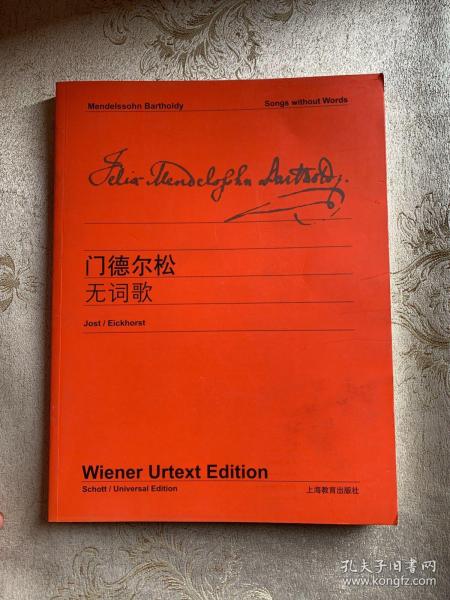 Mendelssohn Bartholdy Songs without Words
Felix Mendelssohn Bartholdy.
门德尔松
无词歌
Jost / Eickhorst
Wiener Urtext Edition
Schott / Universal Edition 上海教育出版社
孔夫子旧书网
www.kongfz.com